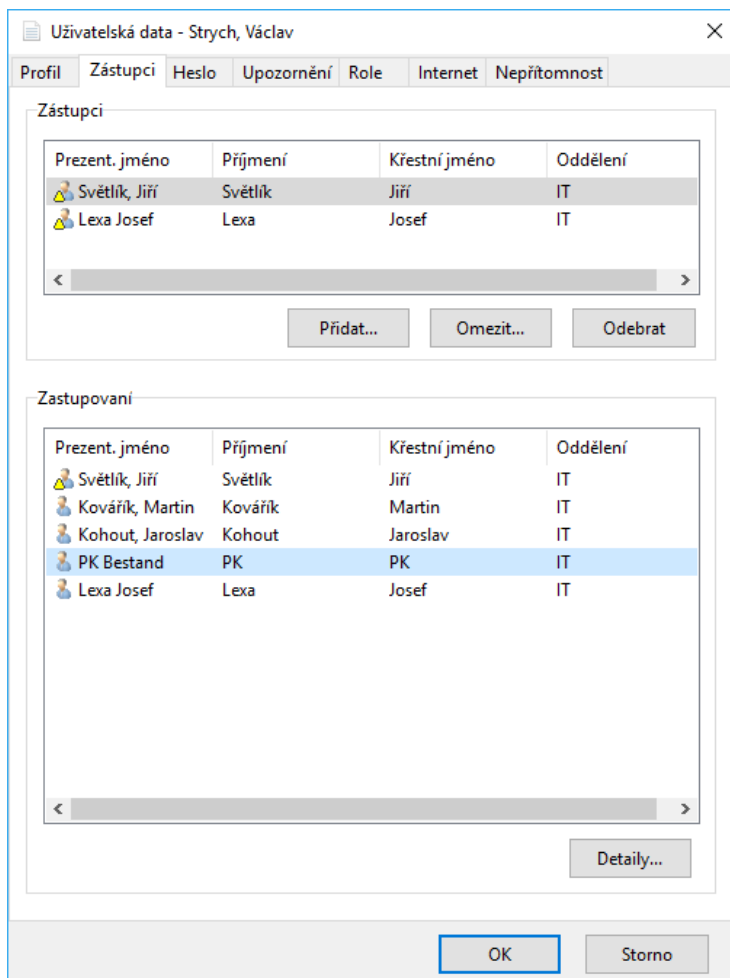 Uživatelská data - Strych, Václav
Profil Zástupci Heslo Upozornění Role Internet Nepřítomnost
Zástupci
Prezent. jméno Příjmení Křestní jméno Oddělení
Světlík, Jiří Světlík Jiří IT
Lexa Josef Lexa Josef IT
Přidat... Omezit... Odebrat
Zastupovaní
Prezent. jméno Příjmení Křestní jméno Oddělení
Světlík, Jiří Světlík Jiří IT
Kovářík, Martin Kovářík Martin IT
Kohout, Jaroslav Kohout Jaroslav IT
PK Bestand PK PK IT
Lexa Josef Lexa Josef IT
Detaily...
OK Storno